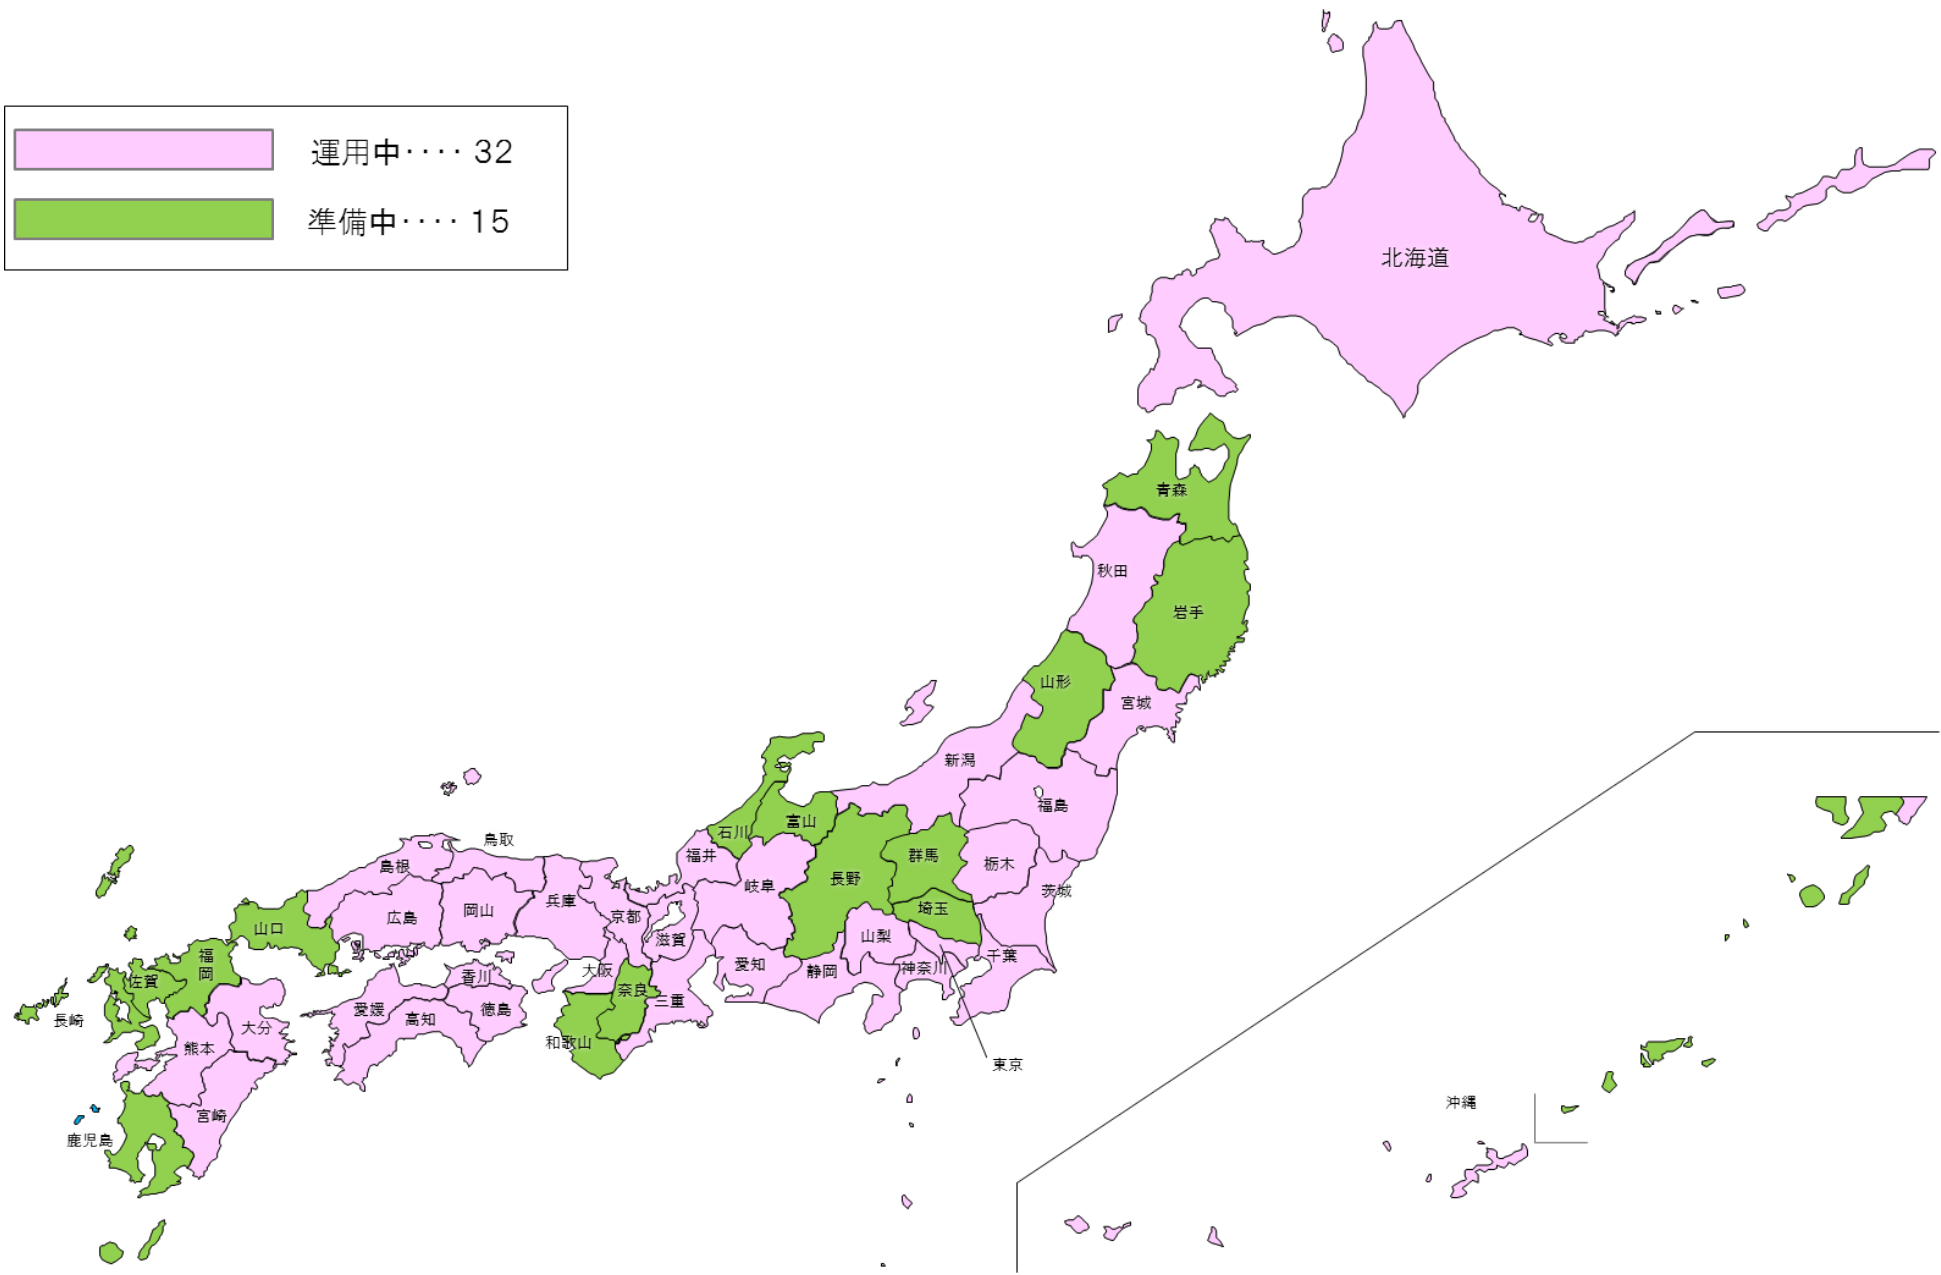 運用中････32
準備中････15
北海道
青森
秋田
岩手
山形
宮城
新潟
福島
石川
富山
鳥取
福井
群馬
栃木
島根
岐阜
長野
茨城
兵庫
岡山
広島
京都
埼玉
山口
滋賀
山梨
福岡
愛知
静岡
神奈川
千葉
大阪
香川
佐賀
奈良
三重
愛媛
徳島
高知
長崎
大分
和歌山
熊本
東京
宮崎
沖縄
鹿児島